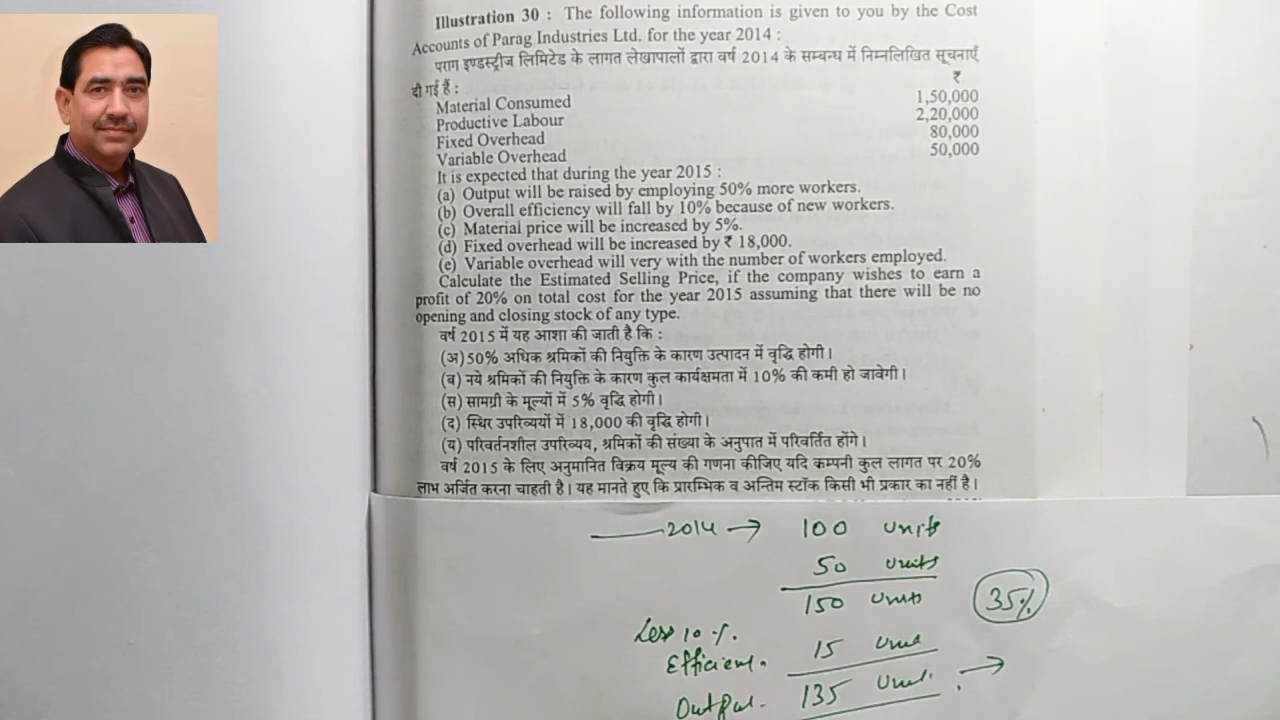 Illustration 30 : The following information is given to you by the Cost
Accounts of Parag Industries Ltd. for the year 2014 :
पराग इण्डस्ट्रीज लिमिटेड के लागत लेखापालों द्वारा वर्ष 2014 के सम्बन्ध में निम्नलिखित सूचनाएँ
दी गई हैं :
₹
Material Consumed 1,50,000
Productive Labour 2,20,000
Fixed Overhead 80,000
Variable Overhead 50,000
It is expected that during the year 2015 :
(a) Output will be raised by employing 50% more workers.
(b) Overall efficiency will fall by 10% because of new workers.
(c) Material price will be increased by 5%.
(d) Fixed overhead will be increased by ₹ 18,000.
(e) Variable overhead will very with the number of workers employed.
Calculate the Estimated Selling Price, if the company wishes to earn a
profit of 20% on total cost for the year 2015 assuming that there will be no
opening and closing stock of any type.
वर्ष 2015 में यह आशा की जाती है कि :
(अ) 50% अधिक श्रमिकों की नियुक्ति के कारण उत्पादन में वृद्धि होगी।
(ब) नये श्रमिकों की नियुक्ति के कारण कुल कार्यक्षमता में 10% की कमी हो जावेगी।
(स) सामग्री के मूल्यों में 5% वृद्धि होगी।
(द) स्थिर उपरिव्ययों में 18,000 की वृद्धि होगी।
(य) परिवर्तनशील उपरिव्यय, श्रमिकों की संख्या के अनुपात में परिवर्तित होंगे।
वर्ष 2015 के लिए अनुमानित विक्रय मूल्य की गणना कीजिए यदि कम्पनी कुल लागत पर 20%
लाभ अर्जित करना चाहती है। यह मानते हुए कि प्रारम्भिक व अन्तिम स्टॉक किसी भी प्रकार का नहीं है।
2014 → 100 Units
50 Units
150 Units 35%
Less 10%.
Efficient. 15 Unit
Output. 135 Unit. →